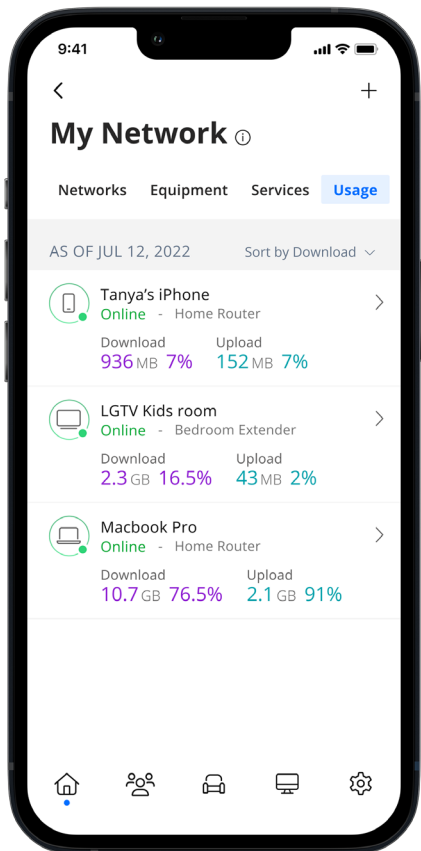 9:41
My Network
Networks Equipment Services Usage
AS OF JUL 12, 2022 Sort by Download
Tanya’s iPhone
Online - Home Router
Download Upload
936 MB 7% 152 MB 7%
LGTV Kids room
Online - Bedroom Extender
Download Upload
2.3 GB 16.5% 43 MB 2%
Macbook Pro
Online - Home Router
Download Upload
10.7 GB 76.5% 2.1 GB 91%